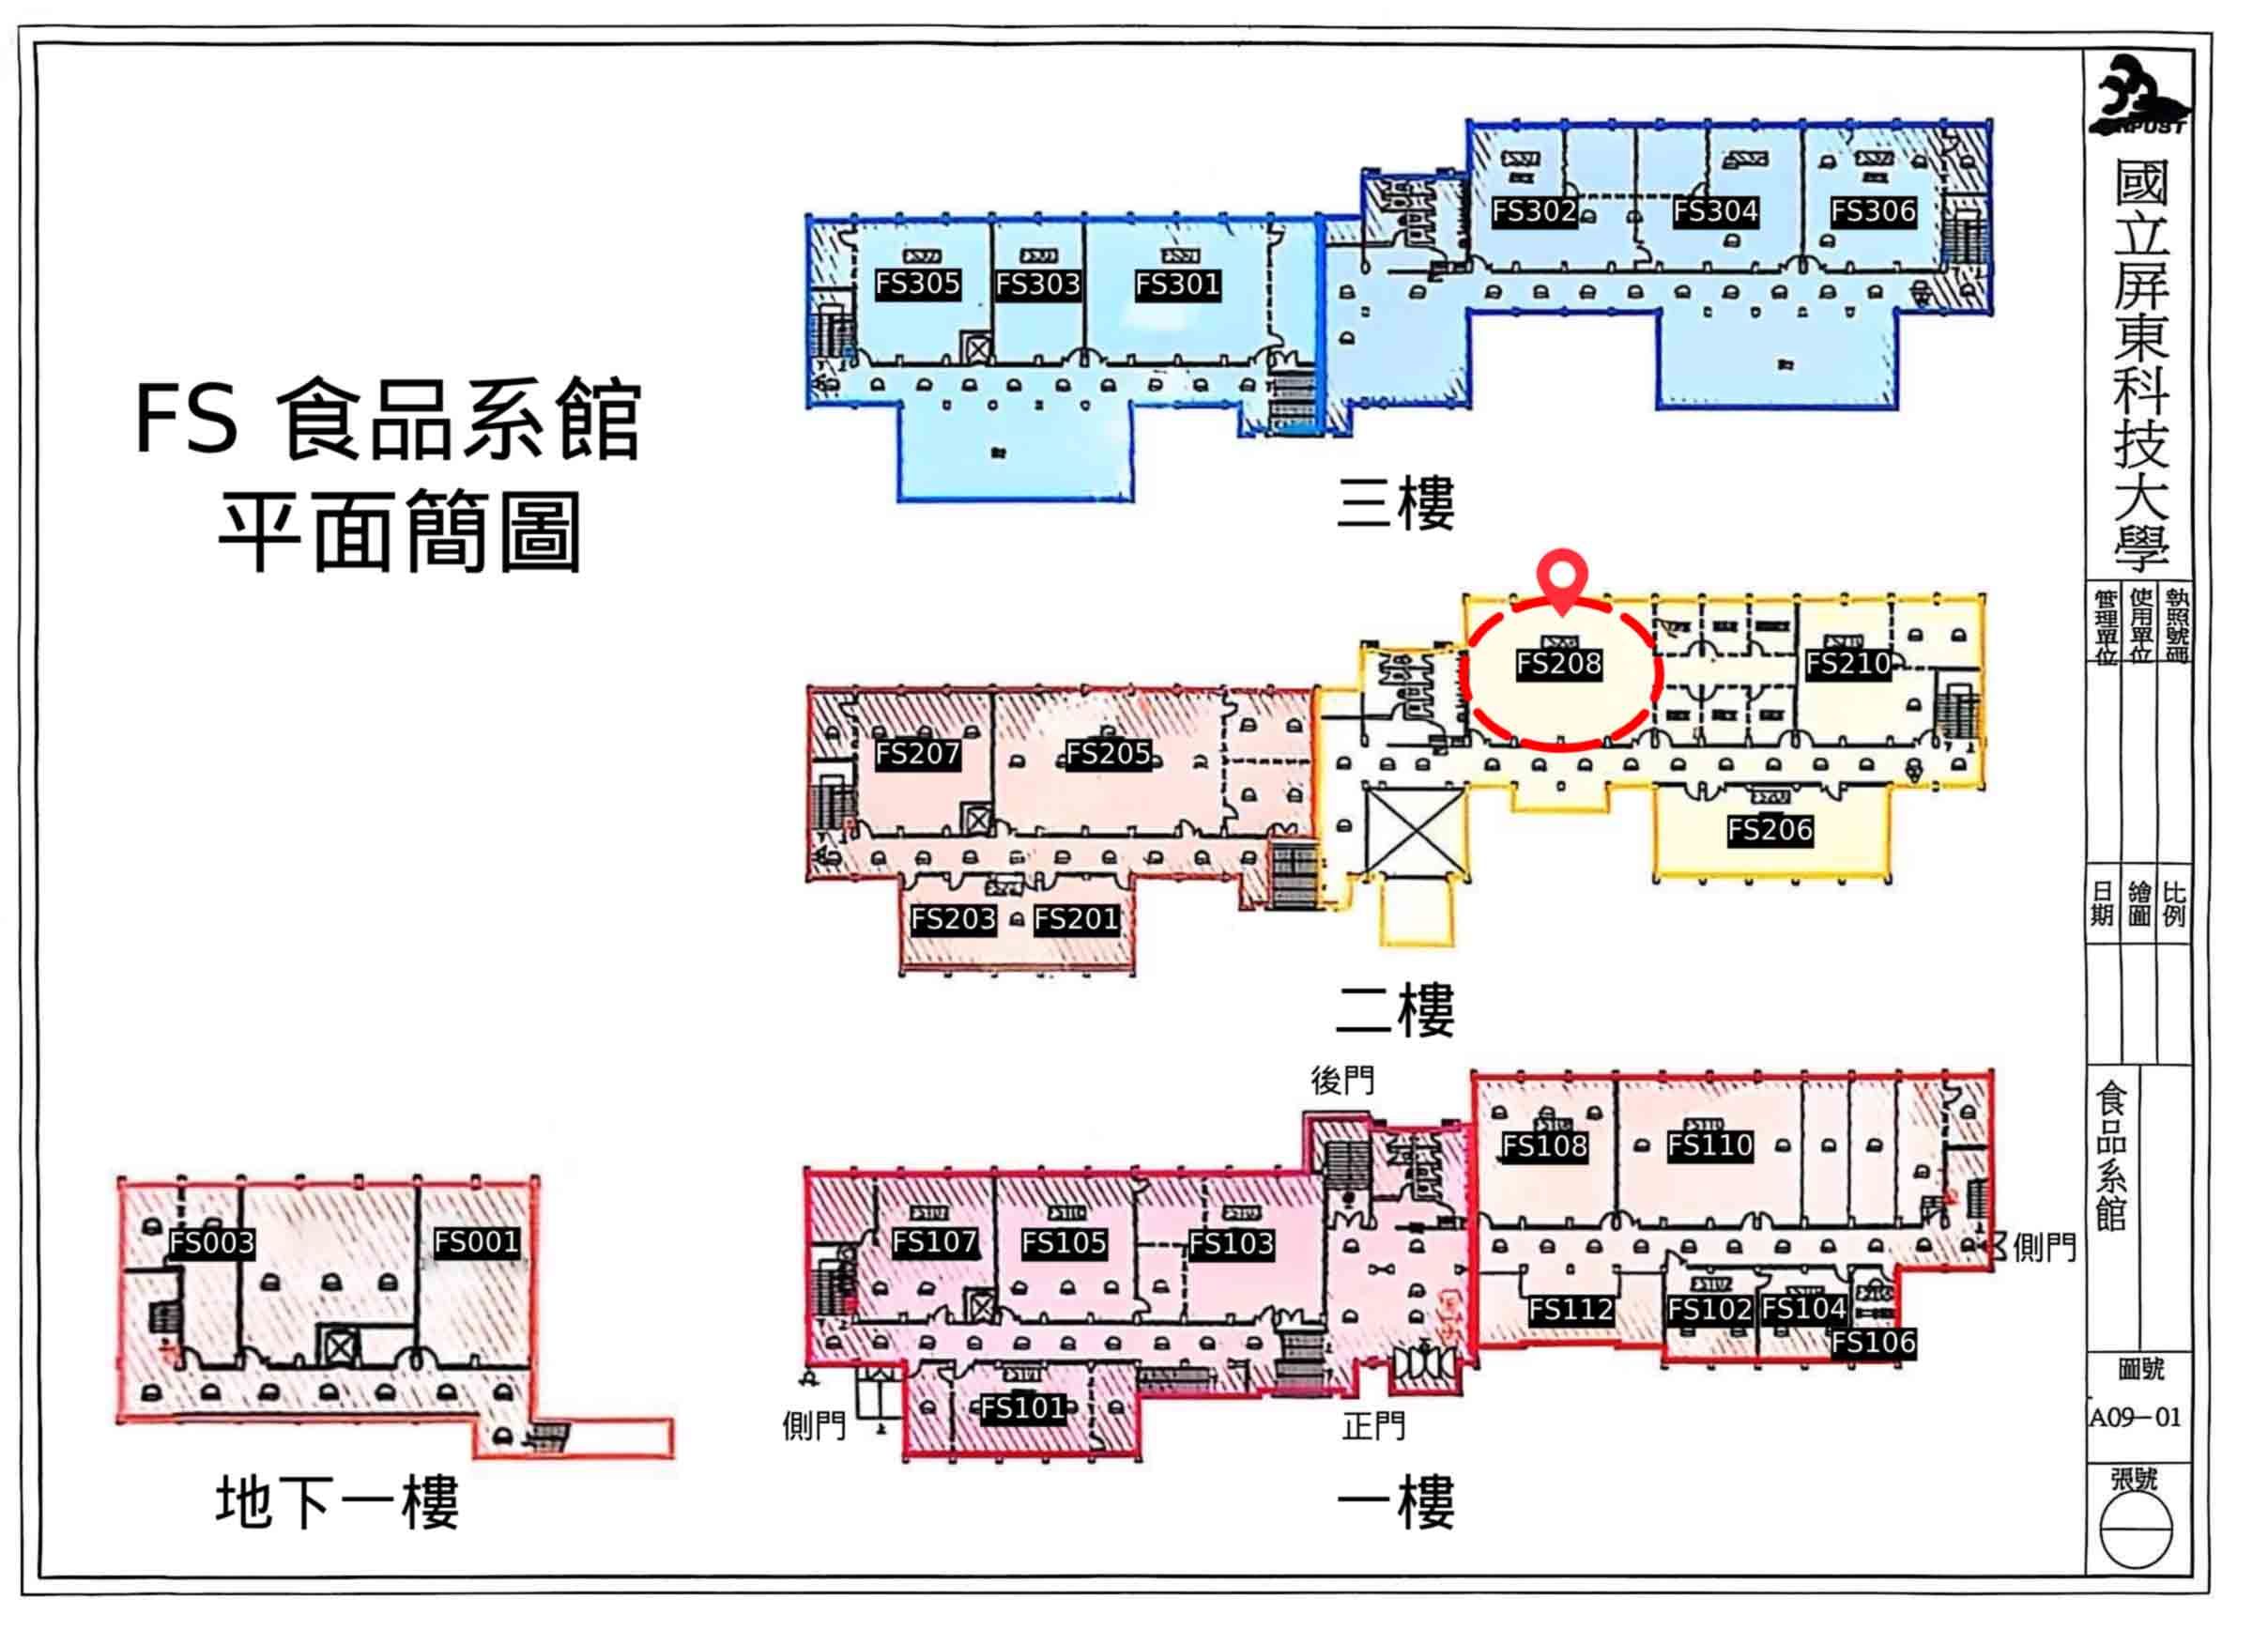 FS 食品系館
平面簡圖
FS302
FS304
FS306
FS305
FS303
FS301
三樓
FS208
FS210
FS207
FS205
FS206
FS203
FS201
二樓
後門
FS108
FS110
FS107
FS105
FS103
側門
FS112
FS102
FS104
FS106
FS101
側門
正門
一樓
FS003
FS001
地下一樓
國立屏東科技大學
管理單位
使用單位
執照號碼
日期
繪圖
比例
食品系館
圖號
A09-01
張號